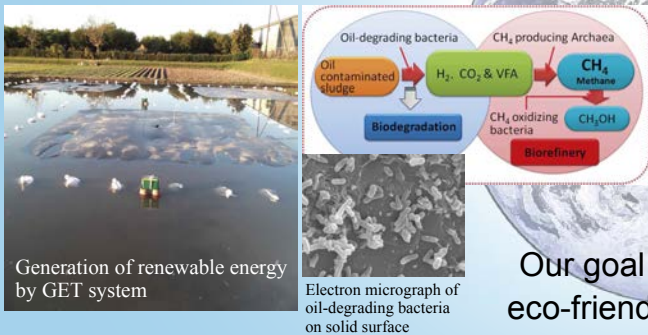 Oil-degrading bacteria
CH₄ producing Archaea
Oil
contaminated
sludge
H₂, CO₂ & VFA
CH₄
Methane
Biodegradation
CH₄ oxidizing
bacteria
CH₃OH
Biorefinery
Generation of renewable energy
by GET system
Electron micrograph of
oil-degrading bacteria
on solid surface
Our goal
eco-friend